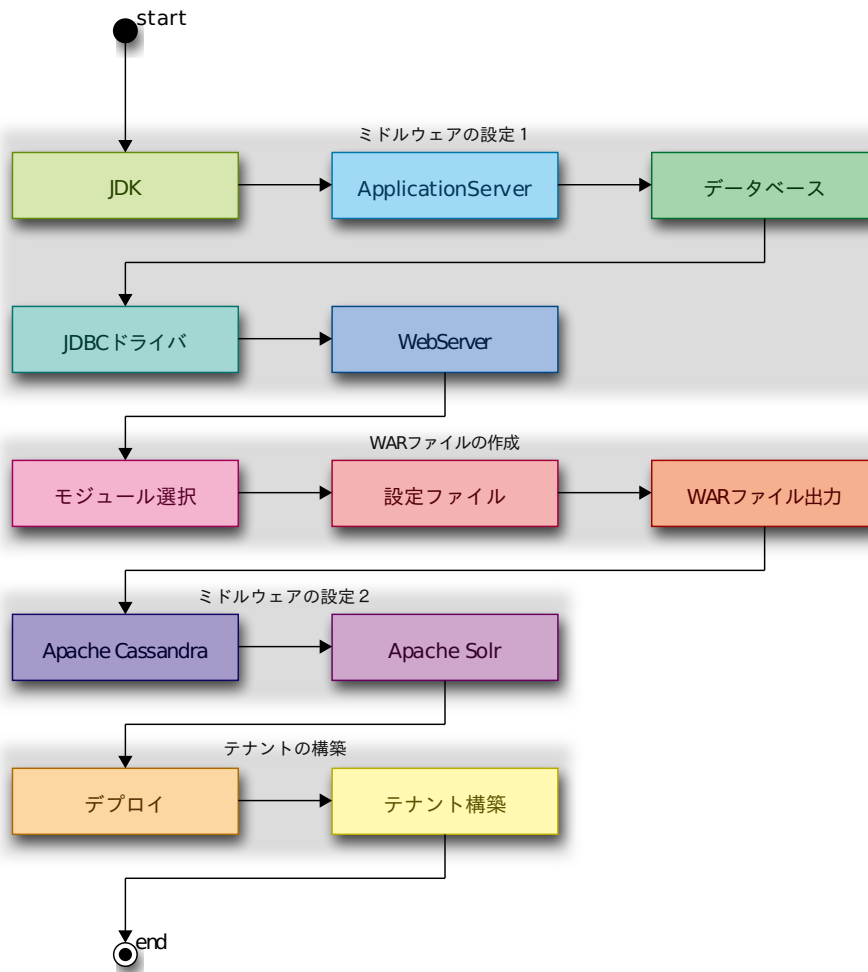 start
ミドルウェアの設定１
JDK
ApplicationServer
データベース
JDBCドライバ
WebServer
WARファイルの作成
モジュール選択
設定ファイル
WARファイル出力
ミドルウェアの設定２
Apache Cassandra
Apache Solr
テナントの構築
デプロイ
テナント構築
end